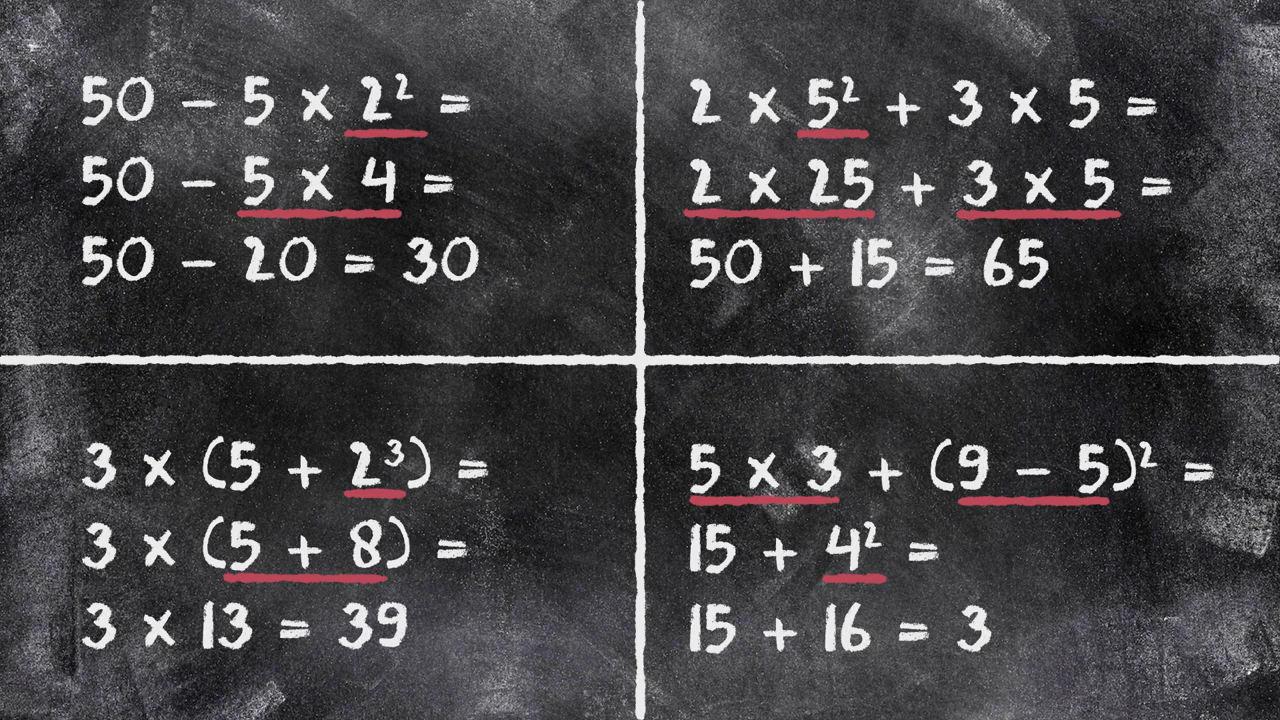 50 − 5 × 2² =
50 − 5 × 4 =
50 − 20 = 30
2 × 5² + 3 × 5 =
2 × 25 + 3 × 5 =
50 + 15 = 65
3 × (5 + 2³) =
3 × (5 + 8) =
3 × 13 = 39
5 × 3 + (9 − 5)² =
15 + 4² =
15 + 16 = 3